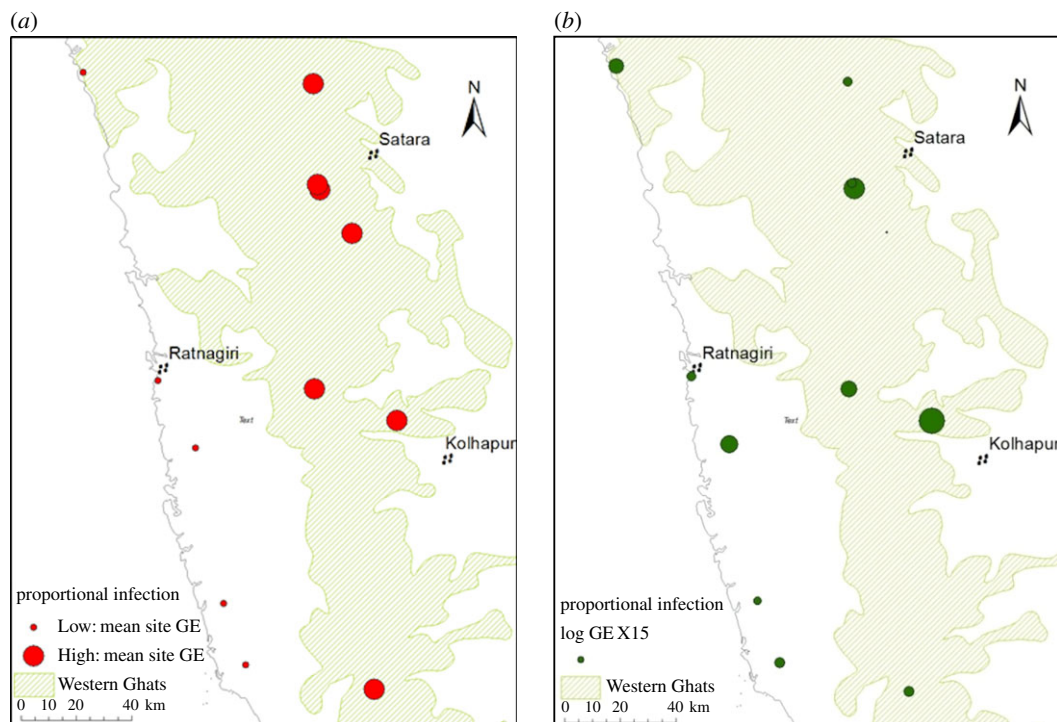 (a)
N
Satara
Ratnagiri
Text
Kolhapur
proportional infection
Low: mean site GE
High: mean site GE
Western Ghats
0 10 20 40 km
(b)
N
Satara
Ratnagiri
Text
Kolhapur
proportional infection
log GE X15
Western Ghats
0 10 20 40 km